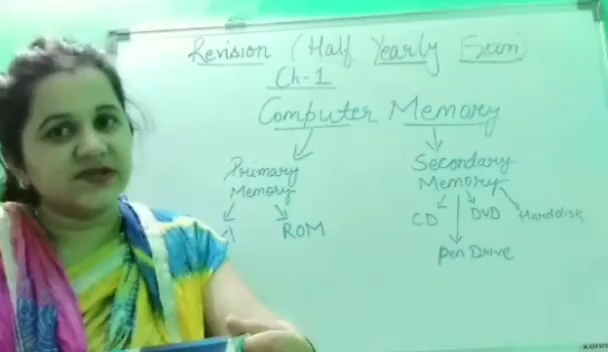 Revision (Half Yearly Exam)
Ch-1
Computer Memory
Primary Memory
Secondary Memory
ROM
CD
DVD
Harddisk
Pen Drive